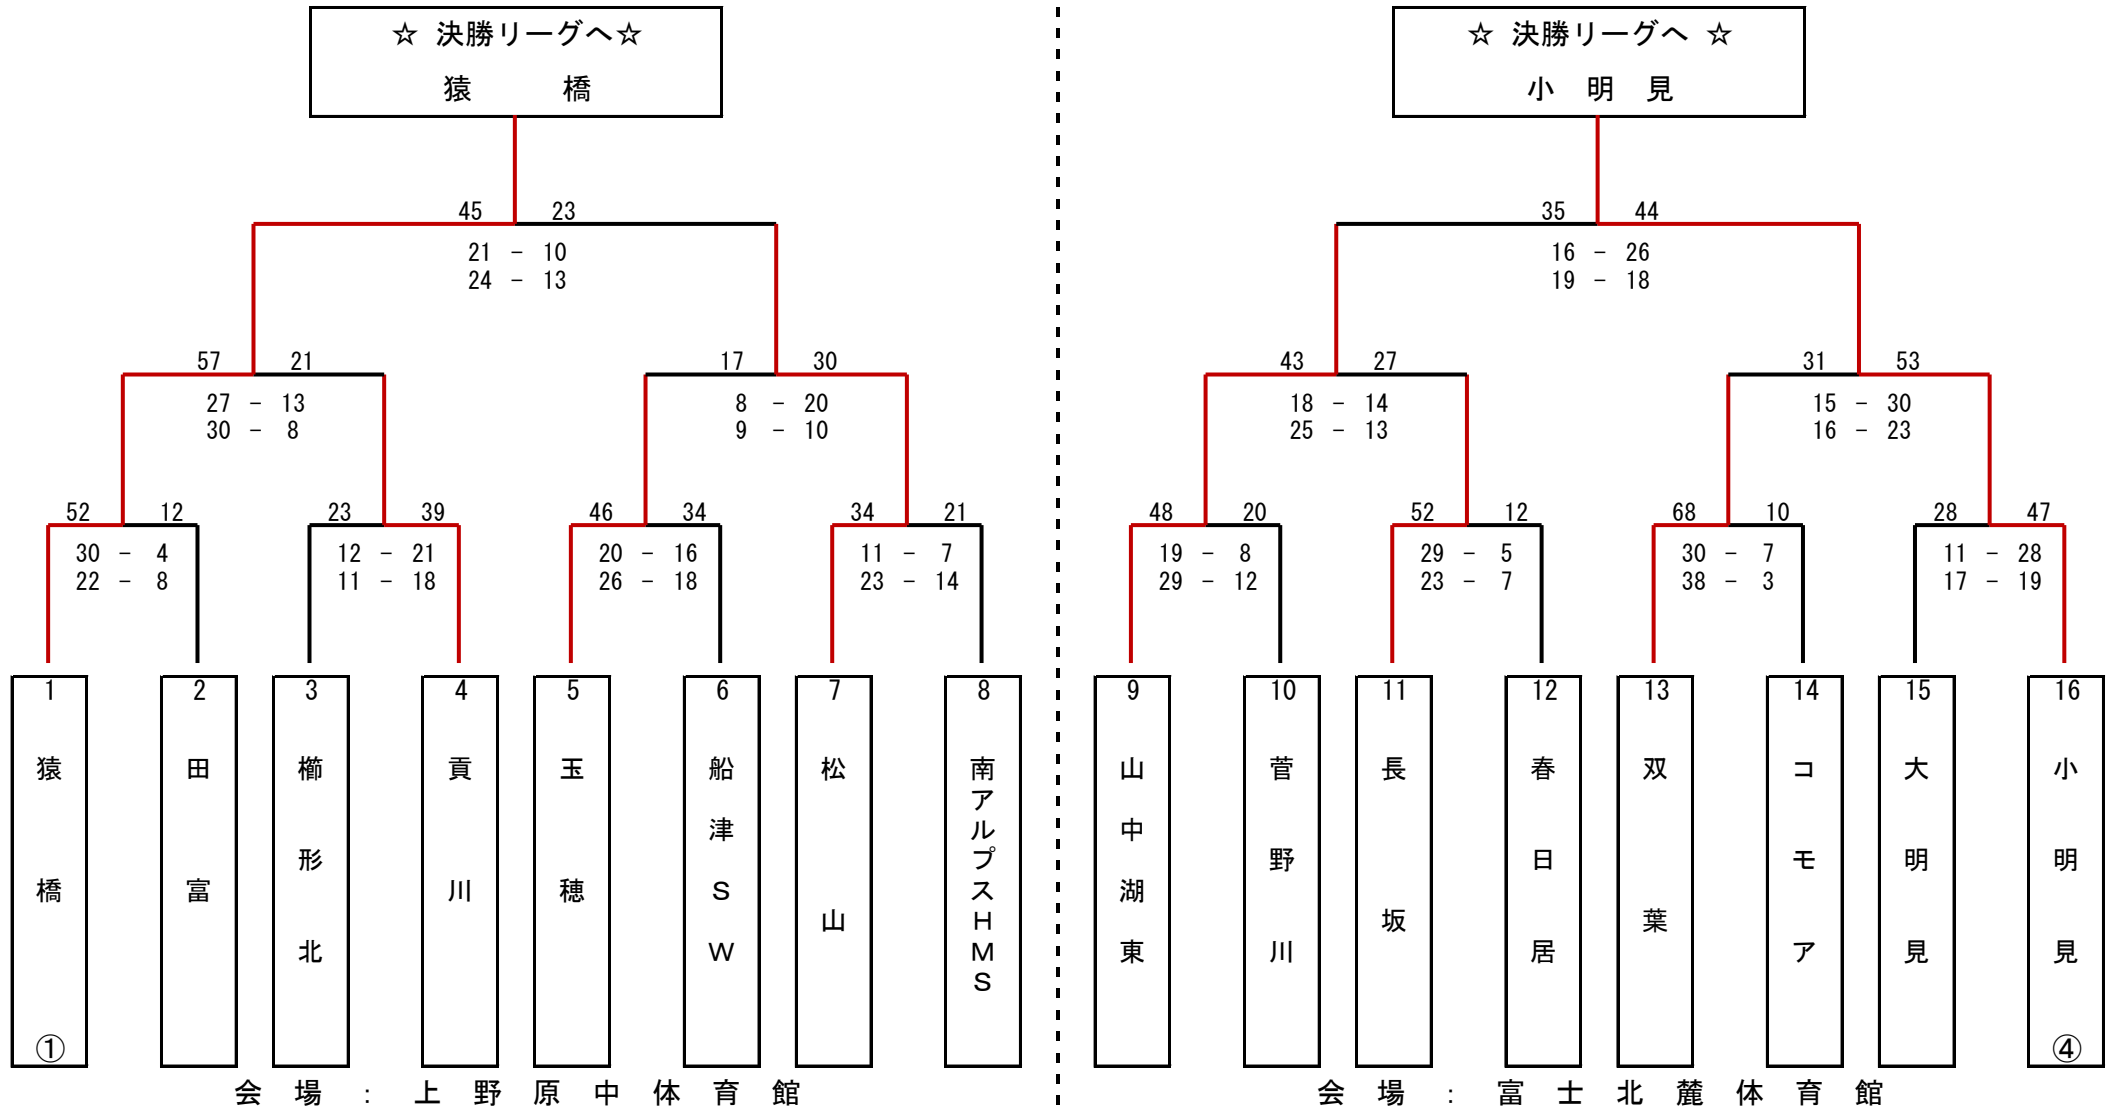 ☆ 決勝リーグへ☆
猿 橋
45 23
21 － 10
24 － 13
57 21
27 － 13
30 － 8
17 30
8 － 20
9 － 10
52 12
30 － 4
22 － 8
23 39
12 － 21
11 － 18
46 34
20 － 16
26 － 18
34 21
11 － 7
23 － 14
1
猿橋
①
2
田富
3
櫛形北
4
貢川
5
玉穂
6
船津ＳＷ
7
松山
8
南アルプスＨＭＳ
会 場 ： 上 野 原 中 体 育 館
☆ 決勝リーグへ ☆
小 明 見
35 44
16 － 26
19 － 18
43 27
18 － 14
25 － 13
31 53
15 － 30
16 － 23
48 20
19 － 8
29 － 12
52 12
29 － 5
23 － 7
68 10
30 － 7
38 － 3
28 47
11 － 28
17 － 19
9
山中湖東
10
菅野川
11
長坂
12
春日居
13
双葉
14
コモア
15
大明見
16
小明見
④
会 場 ： 富 士 北 麓 体 育 館